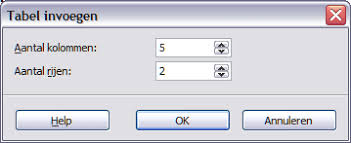 Tabel invoegen
Aantal kolommen: 5
Aantal rijen: 2
Help OK Annuleren